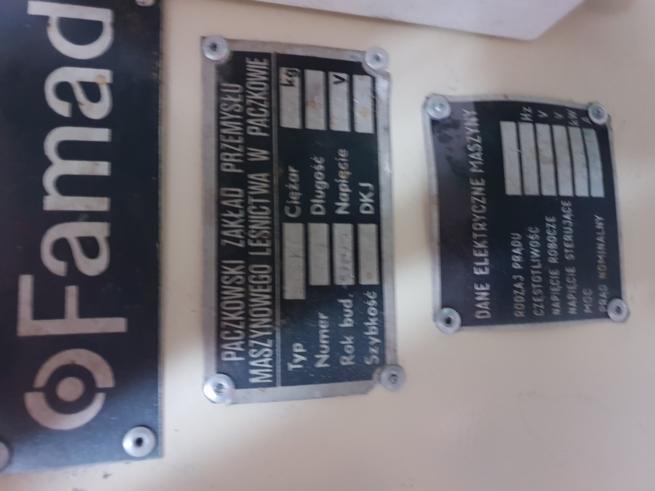 Famad
PACZKOWSKI ZAKŁAD PRZEMYSŁU
MASZYNOWEGO LEŚNICTWA W PACZKOWIE
Typ Ciężar kg
Numer Długość
Rok bud. Napięcie V
Szybkość DKJ
DANE ELEKTRYCZNE MASZYNY
RODZAJ PRĄDU
CZĘSTOTLIWOŚĆ Hz
NAPIĘCIE ROBOCZE V
NAPIĘCIE STERUJĄCE V
MOC kW
PRĄD NOMINALNY A